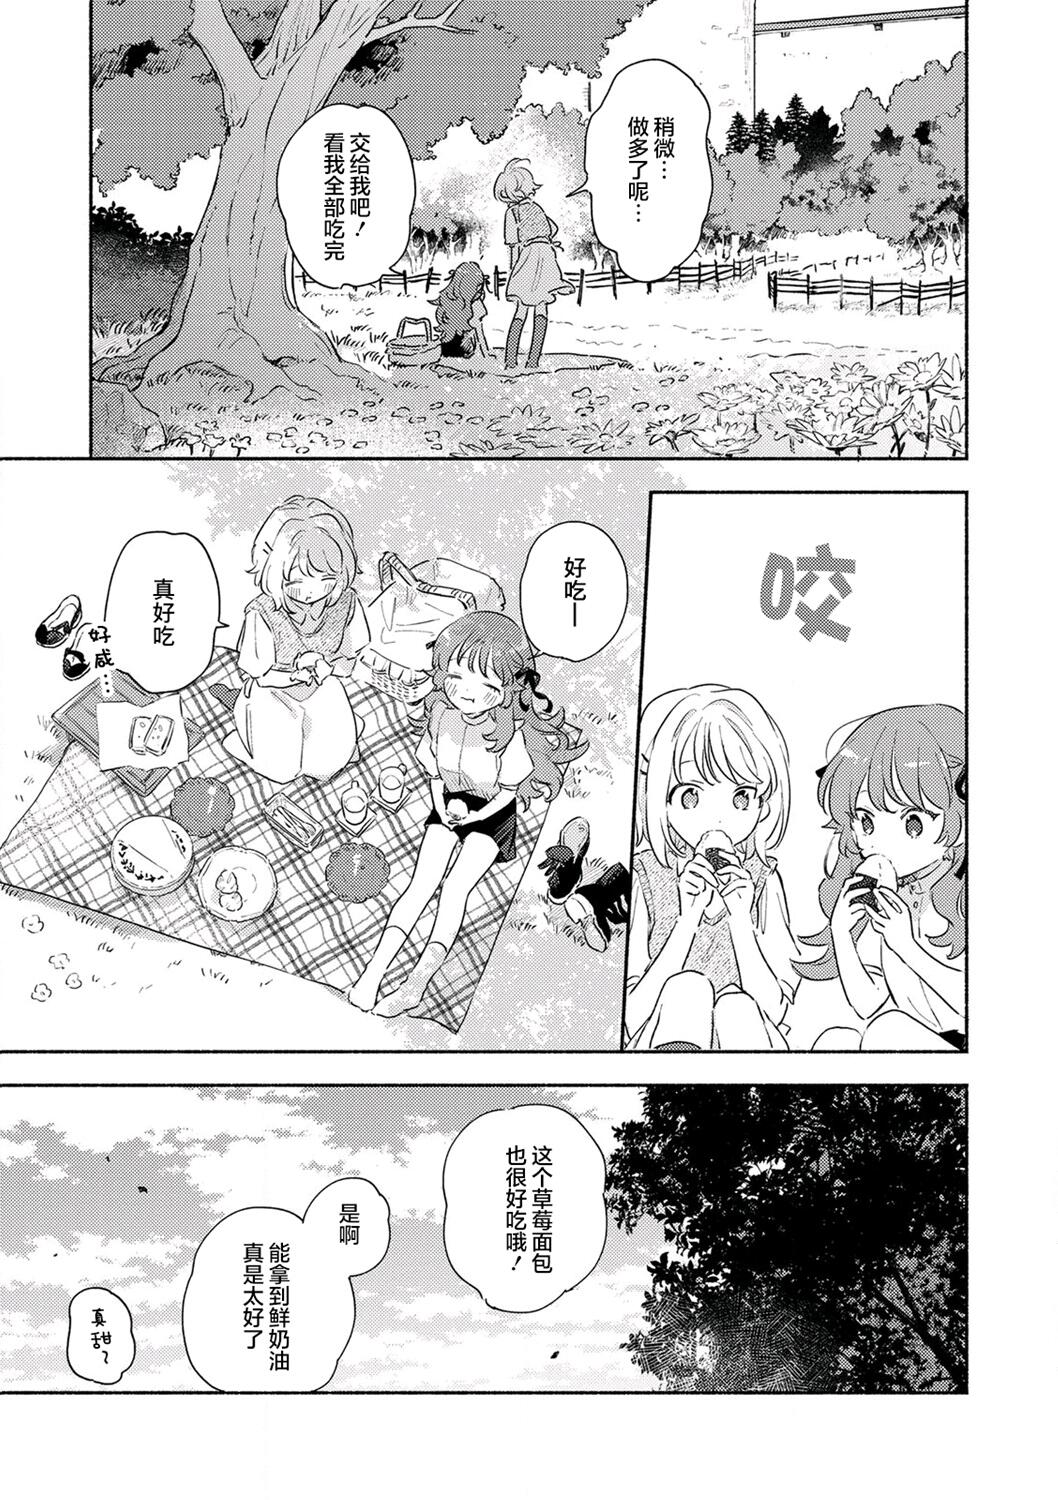 稍微…
做多了呢…
交给我吧！
看我全部吃完
咬
好吃—
真好吃
好咸…
这个草莓面包
也很好吃哦！
是啊
能拿到鲜奶油
真是太好了
真甜~